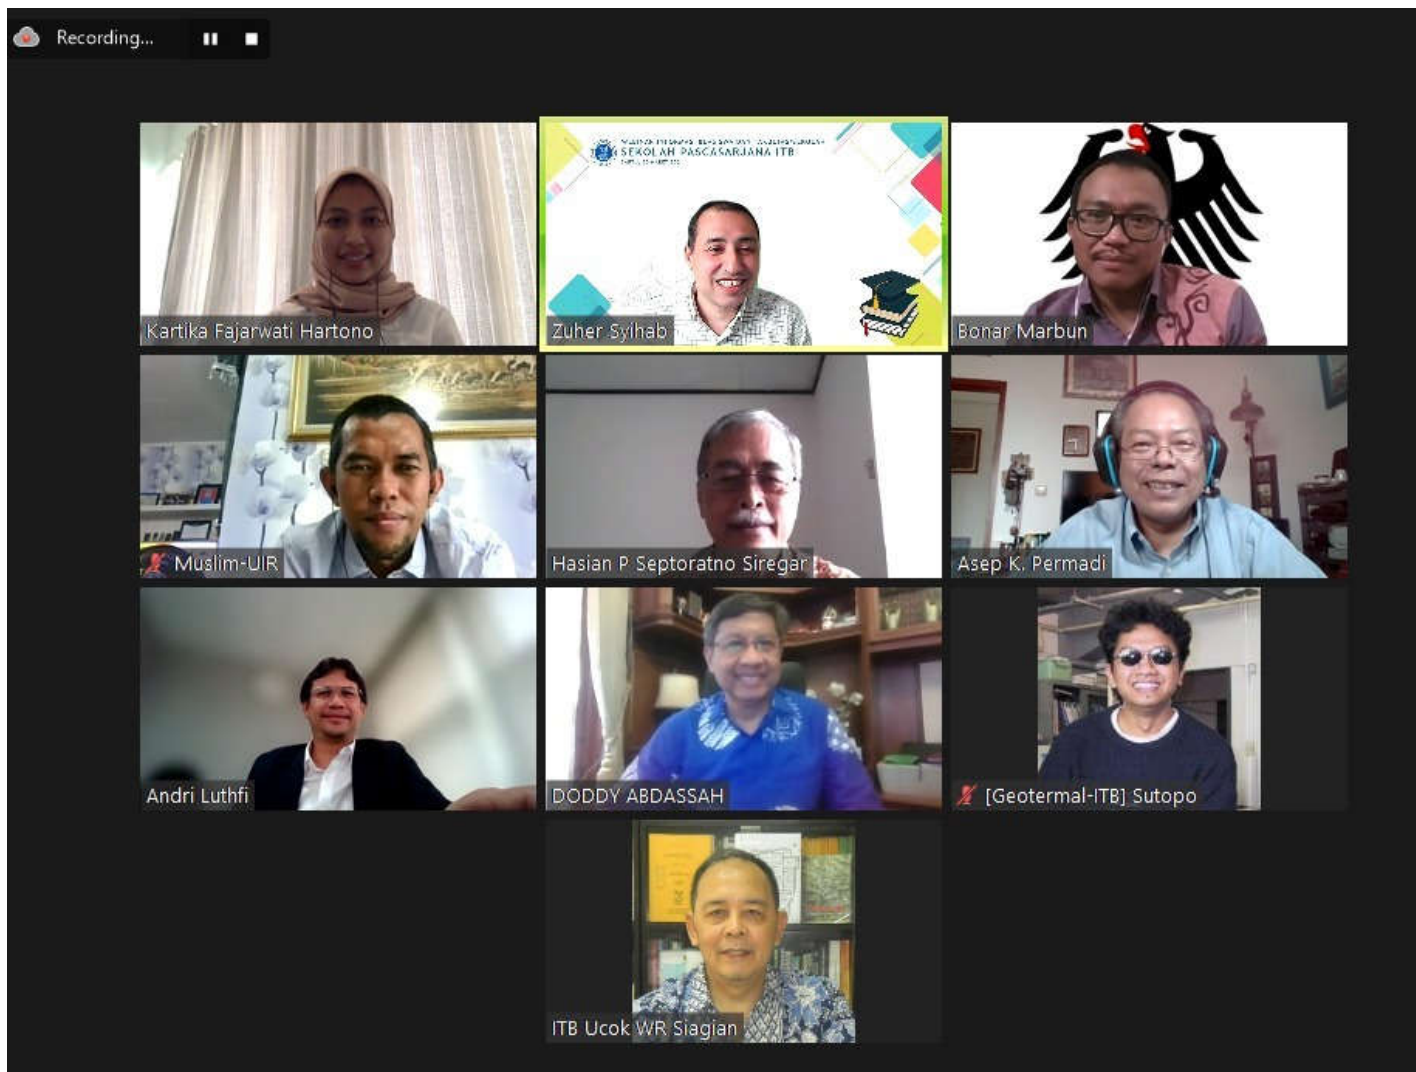 Recording...
SEKOLAH PASCASARJANA ITB
Kartika Fajarwati Hartono
Zuher Syihab
Bonar Marbun
Muslim-UIR
Hasian P Septoratno Siregar
Asep K. Permadi
Andri Luthfi
DODDY ABDASSAH
[Geotermal-ITB] Sutopo
ITB Ucok WR Siagian